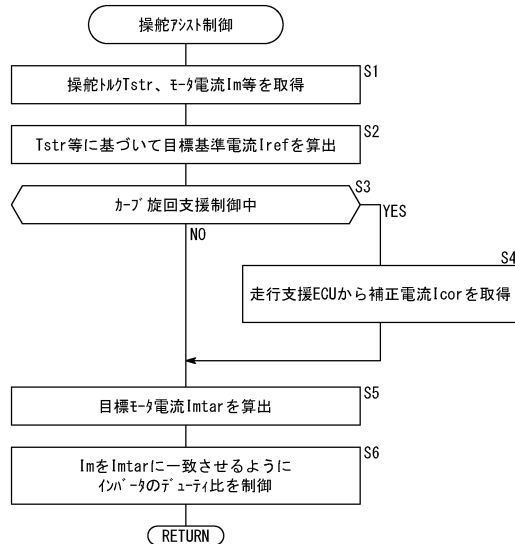 操舵ｱｼｽﾄ制御
S1
操舵ﾄﾙｸTstr、ﾓｰﾀ電流Im等を取得
S2
Tstr等に基づいて目標基準電流Irefを算出
S3
ｶｰﾌﾞ旋回支援制御中
YES
NO
S4
走行支援ECUから補正電流Icorを取得
S5
目標ﾓｰﾀ電流Imtarを算出
S6
ImをImtarに一致させるように
ｲﾝﾊﾞｰﾀのﾃﾞｭｰﾃｨ比を制御
RETURN